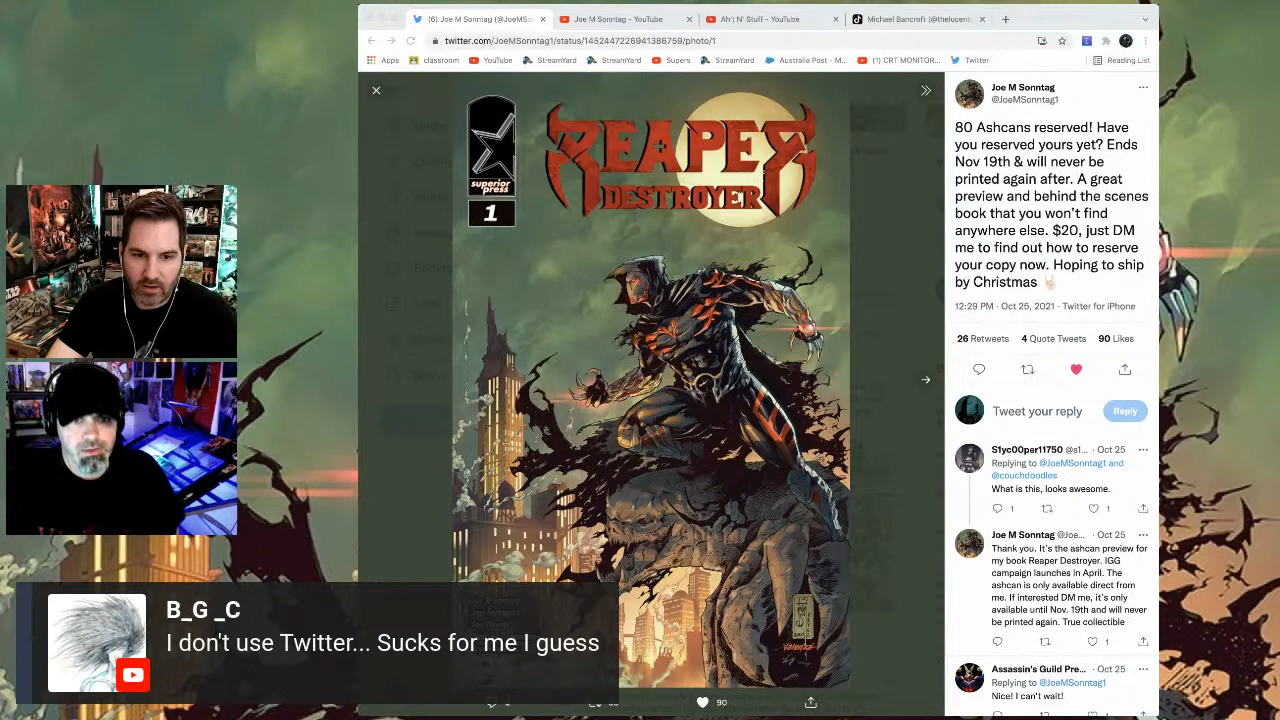 (6) Joe M Sonntag (@JoeMSo
Joe M Sonntag - YouTube
Ah't N' Stuff - YouTube
Michael Bancroft (@thelucent
twitter.com/JoeMSonntag1/status/1452447226941386759/photo/1
Apps
classroom
YouTube
StreamYard
StreamYard
Supers
StreamYard
Australia Post - M...
(1) CRT MONITOR...
Twitter
Reading List
superior press
1
REAPER
DESTROYER
Valenza
Joe M Sonntag
@JoeMSonntag1
80 Ashcans reserved! Have
you reserved yours yet? Ends
Nov 19th & will never be
printed again after. A great
preview and behind the scenes
book that you won't find
anywhere else. $20, just DM
me to find out how to reserve
your copy now. Hoping to ship
by Christmas
12:29 PM · Oct 25, 2021 · Twitter for iPhone
26 Retweets 4 Quote Tweets 90 Likes
Tweet your reply
Reply
S1yc00per11750 @s1... · Oct 25
Replying to @JoeMSonntag1 and
@couchdoodles
What is this, looks awesome.
1 1
Joe M Sonntag @Joe... · Oct 25
Thank you. It's the ashcan preview for
my book Reaper Destroyer. IGG
campaign launches in April. The
ashcan is only available direct from
me. If interested DM me, it's only
available until Nov. 19th and will never
be printed again. True collectible
1
Assassin's Guild Pre... · Oct 25
Replying to @JoeMSonntag1
Nice! I can't wait!
90
B_G _C
I don't use Twitter... Sucks for me I guess